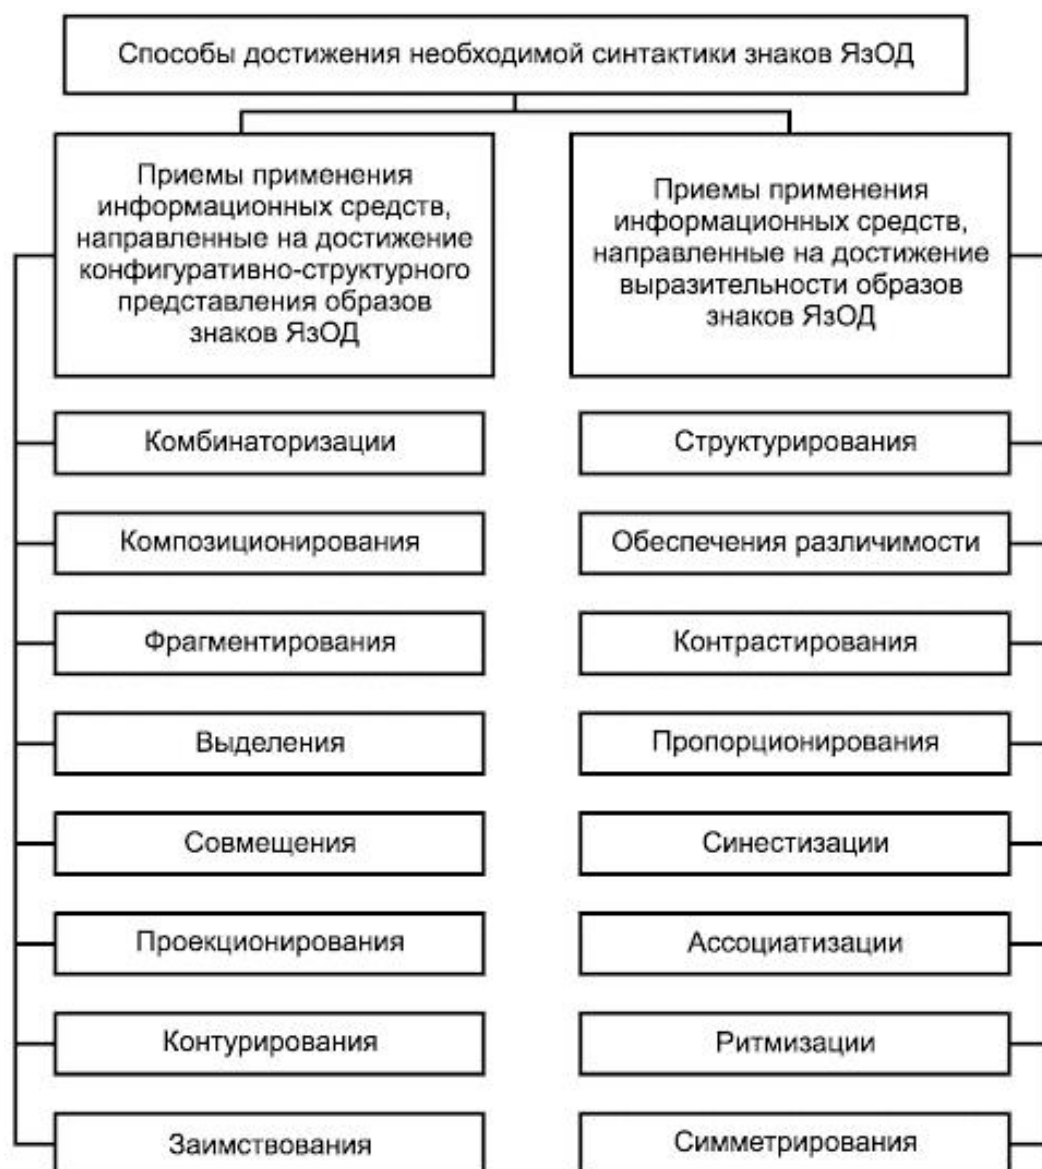 Способы достижения необходимой синтактики знаков ЯзОД
Приемы применения
информационных средств,
направленные на достижение
конфигуративно-структурного
представления образов
знаков ЯзОД
Комбинаторизации
Композиционирования
Фрагментирования
Выделения
Совмещения
Проекционирования
Контурирования
Заимствования
Приемы применения
информационных средств,
направленные на достижение
выразительности образов
знаков ЯзОД
Структурирования
Обеспечения различимости
Контрастирования
Пропорционирования
Синестизации
Ассоциатизации
Ритмизации
Симметрирования